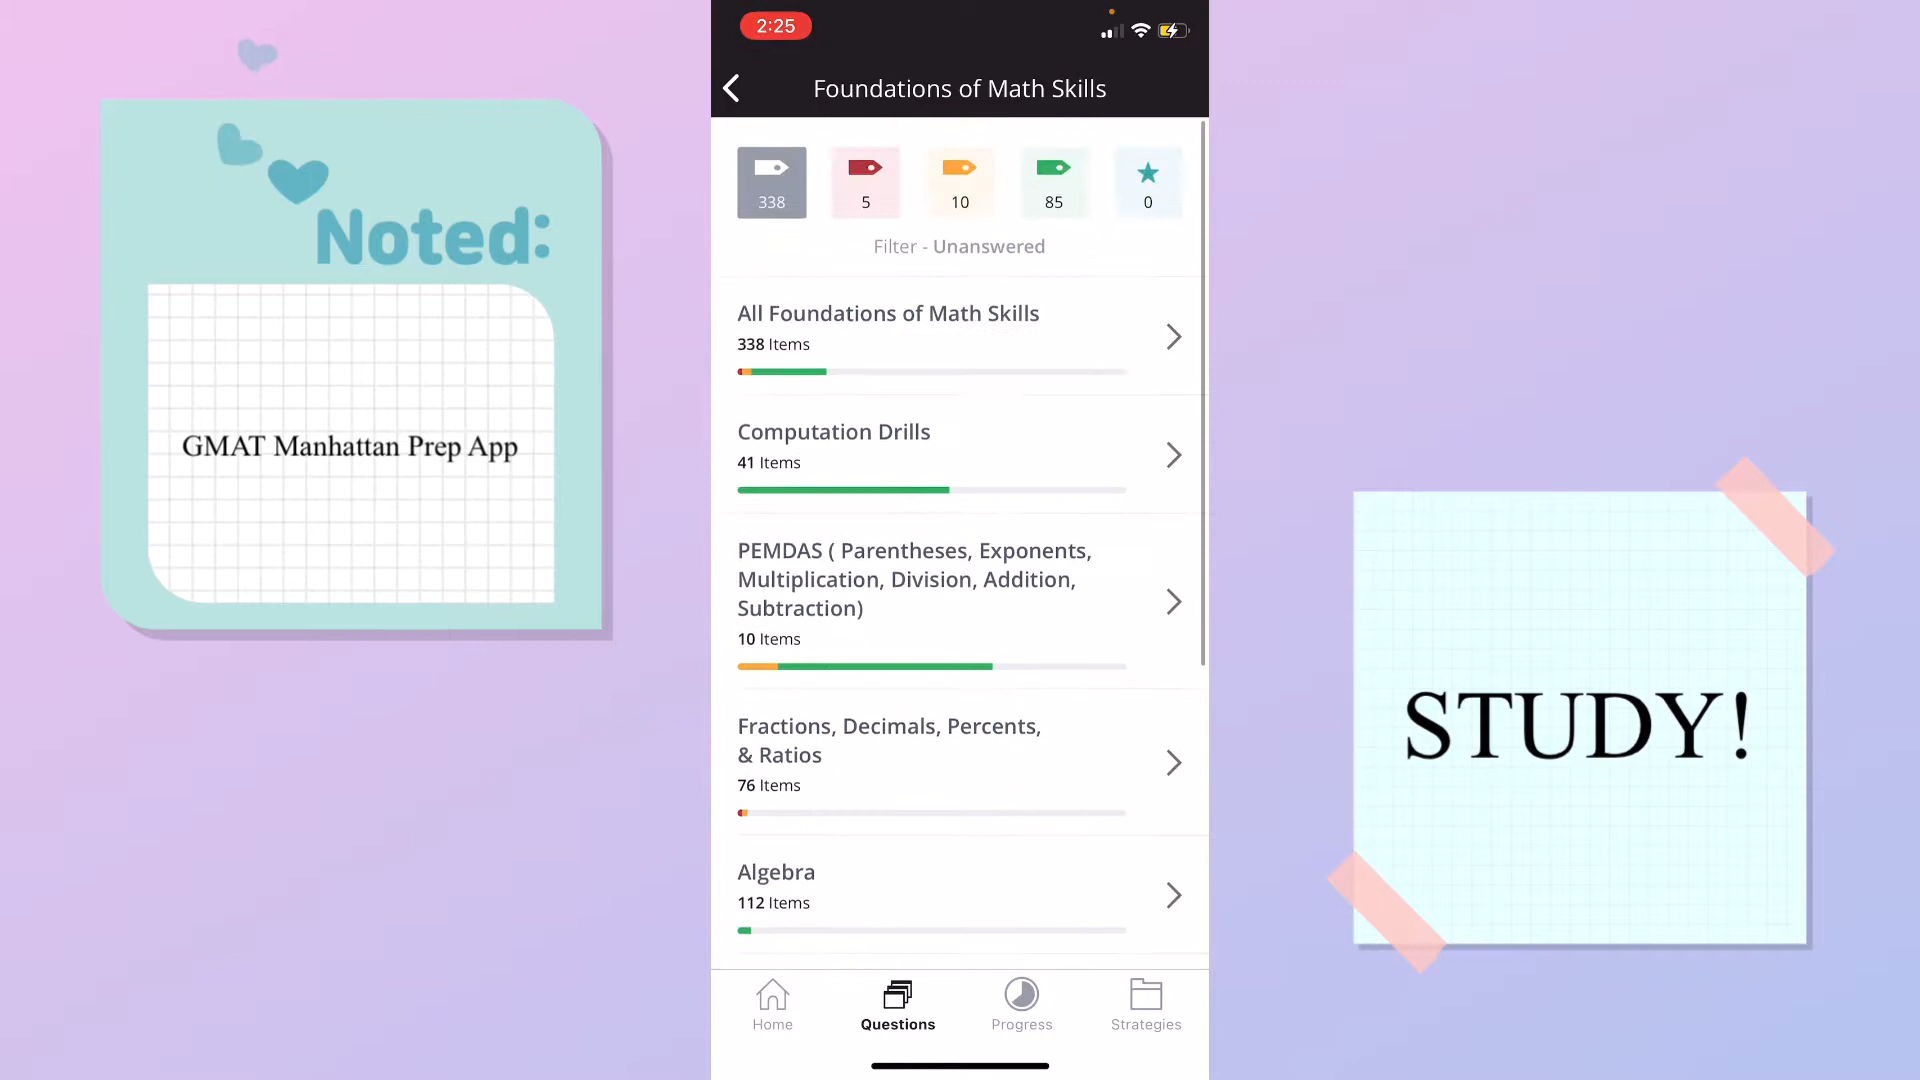 Noted:
GMAT Manhattan Prep App
2:25
Foundations of Math Skills
338
5
10
85
0
Filter - Unanswered
All Foundations of Math Skills
338 Items
Computation Drills
41 Items
PEMDAS ( Parentheses, Exponents,
Multiplication, Division, Addition,
Subtraction)
10 Items
Fractions, Decimals, Percents,
& Ratios
76 Items
Algebra
112 Items
Home
Questions
Progress
Strategies
STUDY!